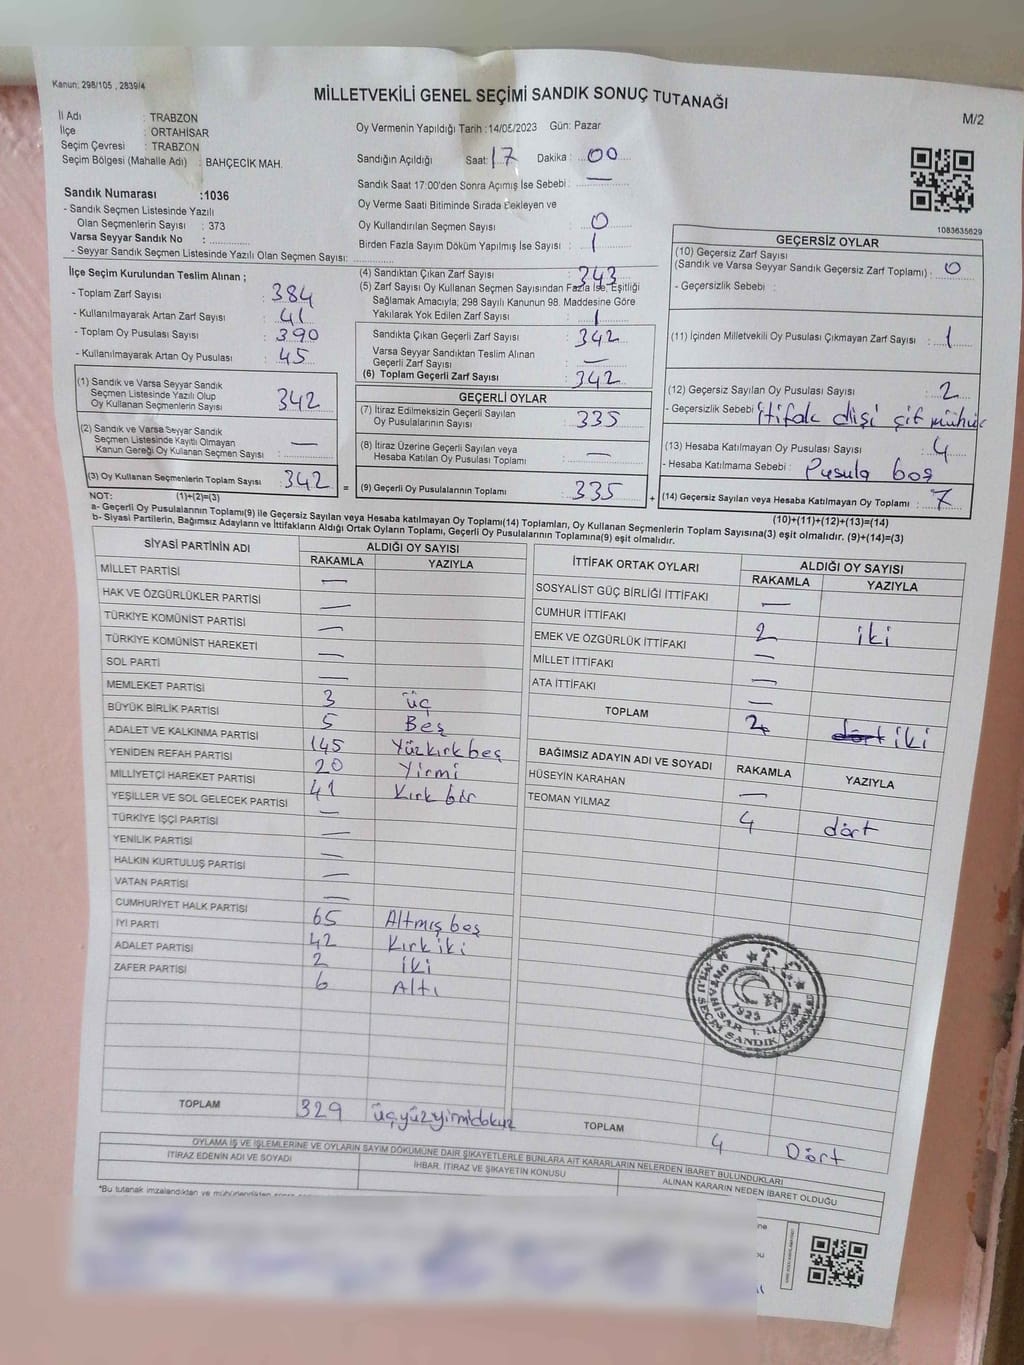 Kanun: 298/105 , 2839/4
MİLLETVEKİLİ GENEL SEÇİMİ SANDIK SONUÇ TUTANAĞI
M/2
İl Adı : TRABZON
İlçe : ORTAHİSAR
Seçim Çevresi : TRABZON
Seçim Bölgesi (Mahalle Adı) : BAHÇECİK MAH.
Sandık Numarası :1036
- Sandık Seçmen Listesinde Yazılı
Olan Seçmenlerin Sayısı : 373
Varsa Seyyar Sandık No :
- Seyyar Sandık Seçmen Listesinde Yazılı Olan Seçmen Sayısı:
Oy Vermenin Yapıldığı Tarih :14/05/2023 Gün: Pazar
Sandığın Açıldığı Saat: 17 Dakika : 00
Sandık Saat 17:00'den Sonra Açımış İse Sebebi : —
Oy Verme Saati Bitiminde Sırada Bekleyen ve
Oy Kullandırılan Seçmen Sayısı : 0
Birden Fazla Sayım Döküm Yapılmış İse Sayısı : 1
1083635629
İlçe Seçim Kurulundan Teslim Alınan ;
- Toplam Zarf Sayısı : 384
- Kullanılmayarak Artan Zarf Sayısı : 41
- Toplam Oy Pusulası Sayısı : 390
- Kullanılmayarak Artan Oy Pusulası : 45
(1) Sandık ve Varsa Seyyar Sandık
Seçmen Listesinde Yazılı Olup
Oy Kullanan Seçmenlerin Sayısı : 342
(2) Sandık ve Varsa Seyyar Sandık
Seçmen Listesinde Kayıtlı Olmayan
Kanun Gereği Oy Kulanan Seçmen Sayısı : —
(3) Oy Kullanan Seçmenlerin Toplam Sayısı : 342 =
(4) Sandıktan Çıkan Zarf Sayısı : 343
(5) Zarf Sayısı Oy Kullanan Seçmen Sayısından Fazla İse, Eşitliği
Sağlamak Amacıyla; 298 Sayılı Kanunun 98. Maddesine Göre
Yakılarak Yok Edilen Zarf Sayısı : 1
Sandıkta Çıkan Geçerli Zarf Sayısı : 342
Varsa Seyyar Sandıktan Teslim Alınan
Geçerli Zarf Sayısı : —
(6) Toplam Geçerli Zarf Sayısı : 342
GEÇERLİ OYLAR
(7) İtiraz Edilmeksizin Geçerli Sayılan
Oy Pusulalarının Sayısı : 335
(8) İtiraz Üzerine Geçerli Sayılan veya
Hesaba Katılan Oy Pusulası Toplamı : —
(9) Geçerli Oy Pusulalarının Toplamı : 335 +
GEÇERSİZ OYLAR
(10) Geçersiz Zarf Sayısı
(Sandık ve Varsa Seyyar Sandık Geçersiz Zarf Toplamı) : 0
- Geçersizlik Sebebi :
(11) İçinden Milletvekili Oy Pusulası Çıkmayan Zarf Sayısı : 1
(12) Geçersiz Sayılan Oy Pusulası Sayısı : 2
- Geçersizlik Sebebi : ittifak dışı çift mühür
(13) Hesaba Katılmayan Oy Pusulası Sayısı : 4
- Hesaba Katılmama Sebebi : Pusula boş
(14) Geçersiz Sayılan veya Hesaba Katılmayan Oy Toplamı : 7
NOT: (1)+(2)=(3)
(10)+(11)+(12)+(13)=(14)
a- Geçerli Oy Pusulalarının Toplamı(9) ile Geçersiz Sayılan veya Hesaba katılmayan Oy Toplamı(14) Toplamları, Oy Kullanan Seçmenlerin Toplam Sayısına(3) eşit olmalıdır. (9)+(14)=(3)
b- Siyasi Partilerin, Bağımsız Adayların ve İttifakların Aldığı Ortak Oyların Toplamı, Geçerli Oy Pusulalarının Toplamına(9) eşit olmalıdır.
SİYASİ PARTİNİN ADI ALDIĞI OY SAYISI
RAKAMLA YAZIYLA
MİLLET PARTİSİ —
HAK VE ÖZGÜRLÜKLER PARTİSİ —
TÜRKİYE KOMÜNİST PARTİSİ —
TÜRKİYE KOMÜNİST HAREKETİ —
SOL PARTİ —
MEMLEKET PARTİSİ 3 üç
BÜYÜK BİRLİK PARTİSİ 5 Beş
ADALET VE KALKINMA PARTİSİ 145 Yüzkırkbeş
YENİDEN REFAH PARTİSİ 20 Yirmi
MİLLİYETÇİ HAREKET PARTİSİ 41 Kırk bir
YEŞİLLER VE SOL GELECEK PARTİSİ —
TÜRKİYE İŞÇİ PARTİSİ —
YENİLİK PARTİSİ —
HALKIN KURTULUŞ PARTİSİ —
VATAN PARTİSİ —
CUMHURİYET HALK PARTİSİ 65 Altmış beş
İYİ PARTİ 42 Kırk iki
ADALET PARTİSİ 2 iki
ZAFER PARTİSİ 6 Altı
TOPLAM 329 üçyüzyirmidokuz
İTTİFAK ORTAK OYLARI ALDIĞI OY SAYISI
RAKAMLA YAZIYLA
SOSYALİST GÜÇ BİRLİĞİ İTTİFAKI —
CUMHUR İTTİFAKI 2 iki
EMEK VE ÖZGÜRLÜK İTTİFAKI —
MİLLET İTTİFAKI —
ATA İTTİFAKI —
TOPLAM 2 dört iki
BAĞIMSIZ ADAYIN ADI VE SOYADI RAKAMLA YAZIYLA
HÜSEYİN KARAHAN —
TEOMAN YILMAZ 4 dört
1923
TOPLAM 4 Dört
OYLAMA İŞ VE İŞLEMLERİNE VE OYLARIN SAYIM DÖKÜMÜNE DAİR ŞİKAYETLERLE BUNLARA AİT KARARLARIN NELERDEN İBARET BULUNDUKLARI
İTİRAZ EDENİN ADI VE SOYADI İHBAR, İTİRAZ VE ŞİKAYETİN KONUSU ALINAN KARARIN NEDEN İBARET OLDUĞU
*Bu tutanak imzalandıktan ve mühürlendikten sonra